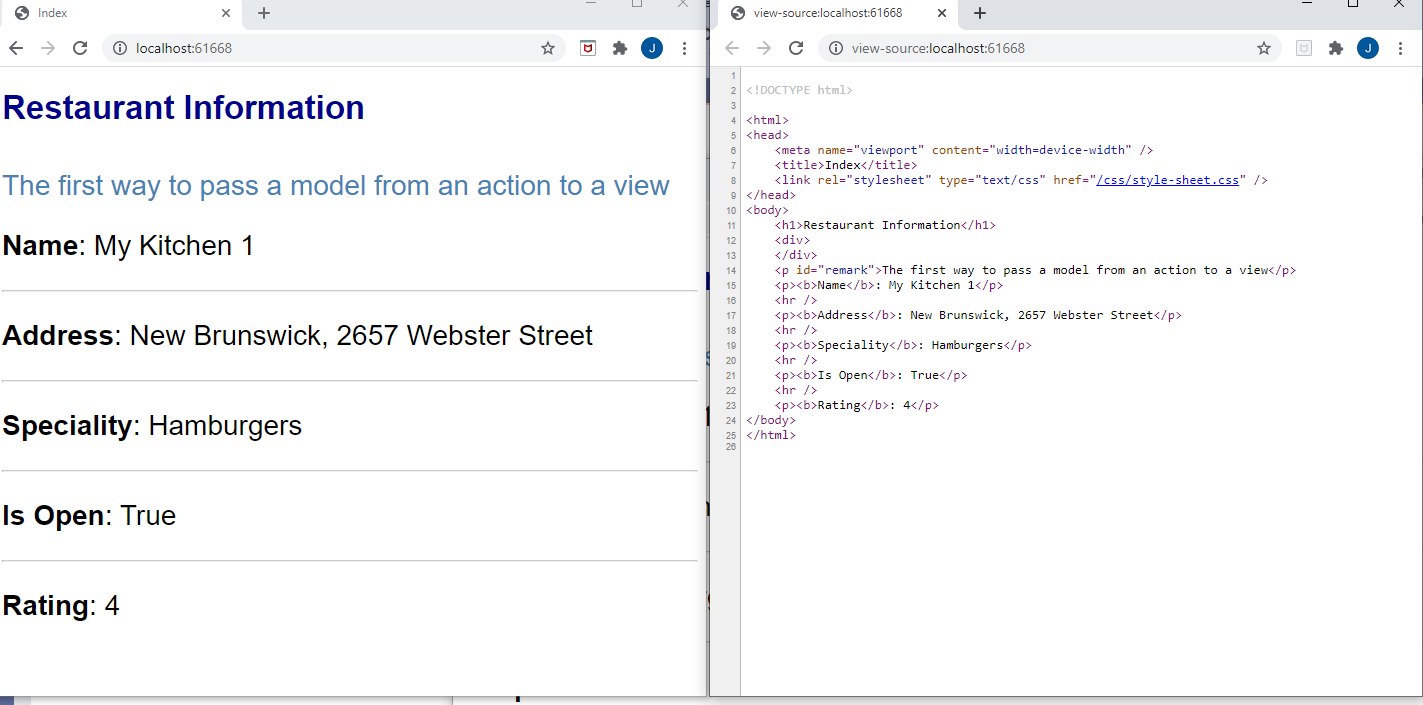 Index
localhost:61668
J
Restaurant Information
The first way to pass a model from an action to a view
Name: My Kitchen 1
Address: New Brunswick, 2657 Webster Street
Speciality: Hamburgers
Is Open: True
Rating: 4
view-source:localhost:61668
view-source:localhost:61668
J
1
2 <!DOCTYPE html>
3
4 <html>
5 <head>
6 <meta name="viewport" content="width=device-width" />
7 <title>Index</title>
8 <link rel="stylesheet" type="text/css" href="/css/style-sheet.css" />
9 </head>
10 <body>
11 <h1>Restaurant Information</h1>
12 <div>
13 </div>
14 <p id="remark">The first way to pass a model from an action to a view</p>
15 <p><b>Name</b>: My Kitchen 1</p>
16 <hr />
17 <p><b>Address</b>: New Brunswick, 2657 Webster Street</p>
18 <hr />
19 <p><b>Speciality</b>: Hamburgers</p>
20 <hr />
21 <p><b>Is Open</b>: True</p>
22 <hr />
23 <p><b>Rating</b>: 4</p>
24 </body>
25 </html>
26